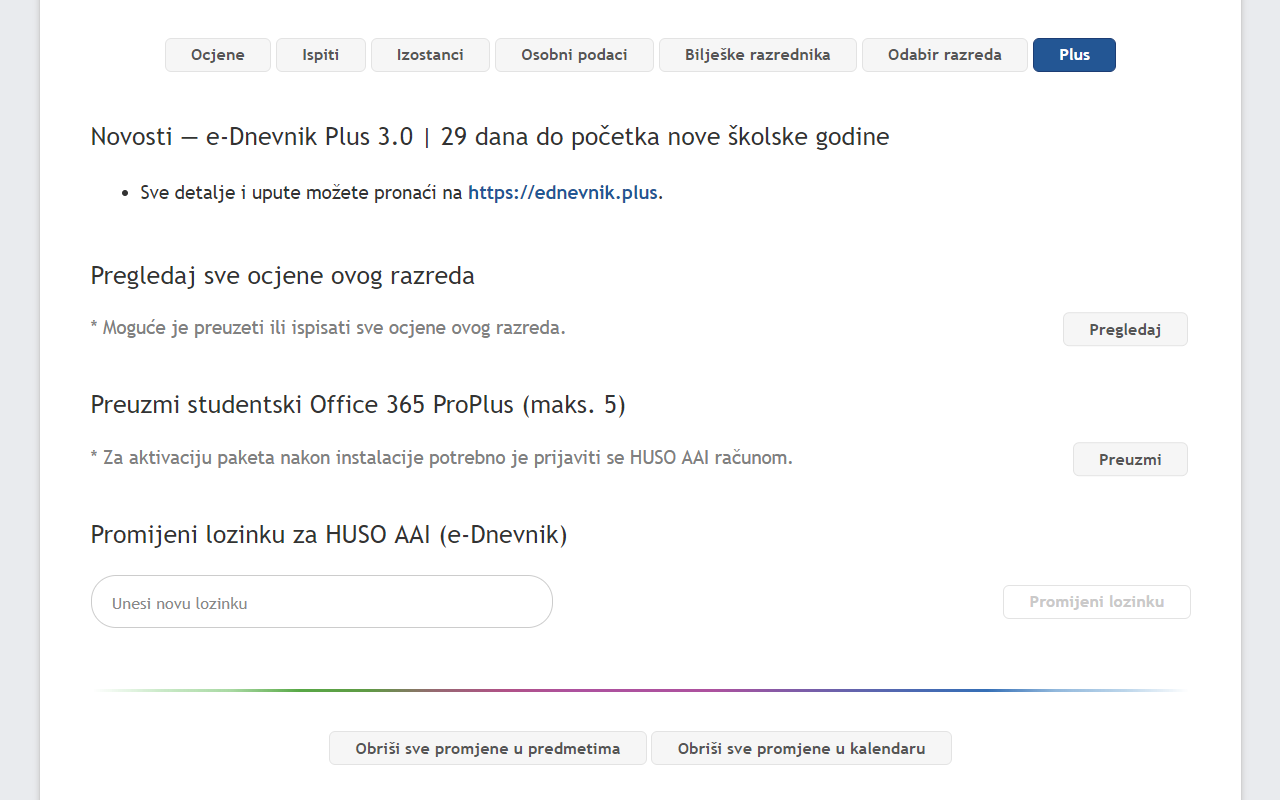 Ocjene Ispiti Izostanci Osobni podaci Bilješke razrednika Odabir razreda Plus
Novosti — e-Dnevnik Plus 3.0 | 29 dana do početka nove školske godine
• Sve detalje i upute možete pronaći na https://ednevnik.plus.
Pregledaj sve ocjene ovog razreda
* Moguće je preuzeti ili ispisati sve ocjene ovog razreda. Pregledaj
Preuzmi studentski Office 365 ProPlus (maks. 5)
* Za aktivaciju paketa nakon instalacije potrebno je prijaviti se HUSO AAI računom. Preuzmi
Promijeni lozinku za HUSO AAI (e-Dnevnik)
Unesi novu lozinku Promijeni lozinku
Obriši sve promjene u predmetima Obriši sve promjene u kalendaru